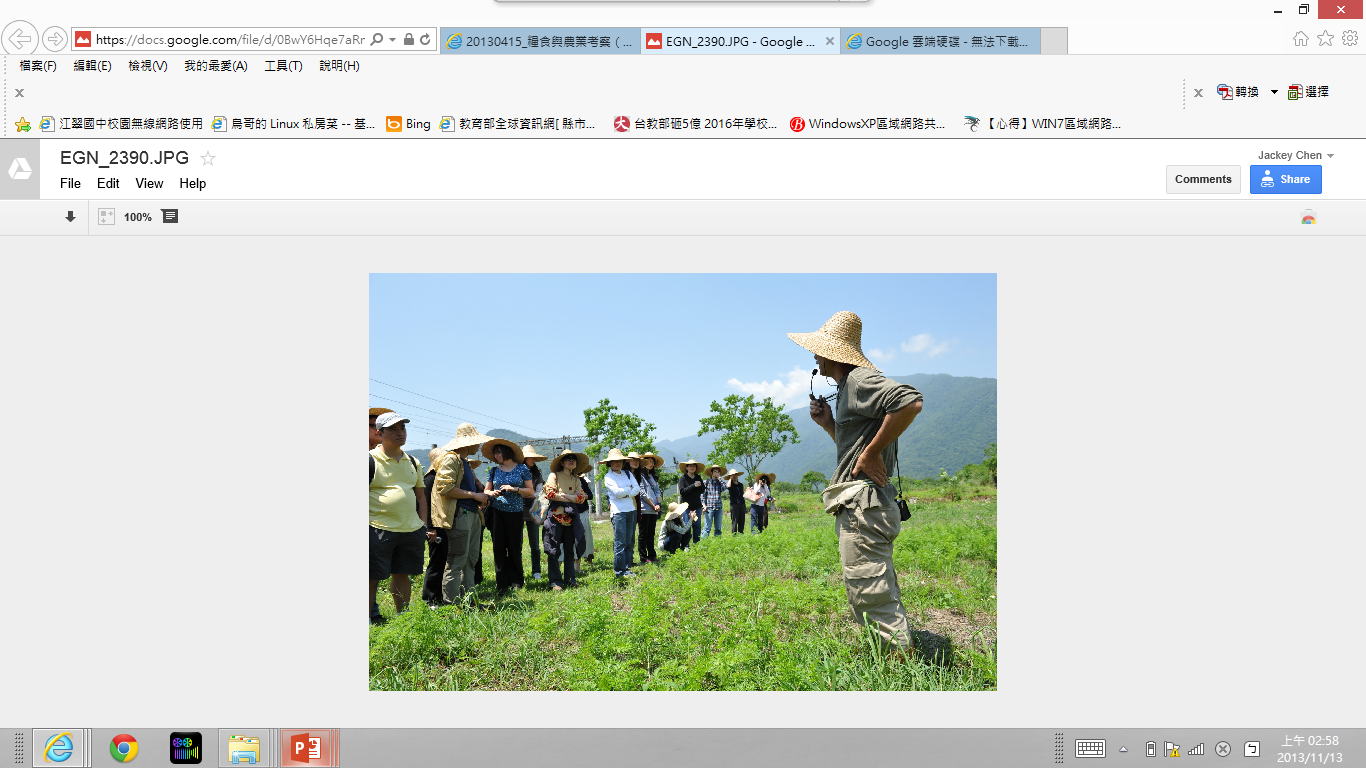 https://docs.google.com/file/d/0BwY6Hqe7aRr
20130415_糧食與農業考察 ( ...
EGN_2390.JPG - Google ...
Google 雲端硬碟 - 無法下載...
檔案(F) 編輯(E) 檢視(V) 我的最愛(A) 工具(T) 說明(H)
x
x 轉換 選擇
江翠國中校園無線網路使用 鳥哥的 Linux 私房菜 -- 基... Bing 教育部全球資訊網[ 縣市... 台教部砸5億 2016年學校... WindowsXP區域網路共... 【心得】WIN7區域網路...
EGN_2390.JPG
Jackey Chen
File Edit View Help
Comments Share
100%
上午 02:58
2013/11/13